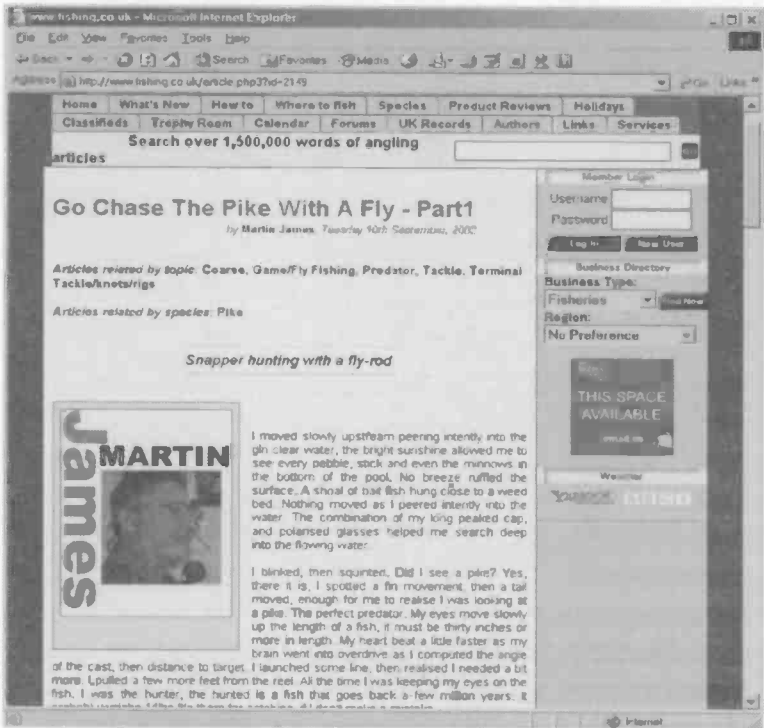 www.fishing.co.uk - Microsoft Internet Explorer
File Edit View Favorites Tools Help
Back Search Favorites Media
Address http://www.fishing.co.uk/article.php3?id=2149 Go Links
Home What's New How to Where to fish Species Product Reviews Holidays
Classifieds Trophy Room Calendar Forums UK Records Authors Links Services
Search over 1,500,000 words of angling
articles
Member Login
Username
Password
Log In New User
Business Directory
Business Type:
Fisheries Find Now
Region:
No Preference
THIS SPACE
AVAILABLE
email us
Go Chase The Pike With A Fly - Part1
by Martin James, Tuesday 10th September, 2002
Articles related by topic: Coarse, Game/Fly Fishing, Predator, Tackle, Terminal
Tackle/knots/rigs
Articles related by species: Pike
Snapper hunting with a fly-rod
James
MARTIN
I moved slowly upstream peering intently into the
gin clear water, the bright sunshine allowed me to
see every pebble, stick and even the minnows in
the bottom of the pool. No breeze ruffled the
surface. A shoal of bait fish hung close to a weed
bed. Nothing moved as I peered intently into the
water. The combination of my long peaked cap,
and polarised glasses helped me search deep
into the flowing water.
I blinked, then squinted. Did I see a pike? Yes,
there it is, I spotted a fin movement, then a tail
moved, enough for me to realise I was looking at
a pike. The perfect predator. My eyes move slowly
up the length of a fish, it must be thirty inches or
more in length. My heart beat a little faster as my
brain went into overdrive as I computed the angle
of the cast, then distance to target. I launched some line, then realised I needed a bit
more. I pulled a few more feet from the reel. All the time I was keeping my eyes on the
fish. I was the hunter, the hunted is a fish that goes back a few million years. It
Internet